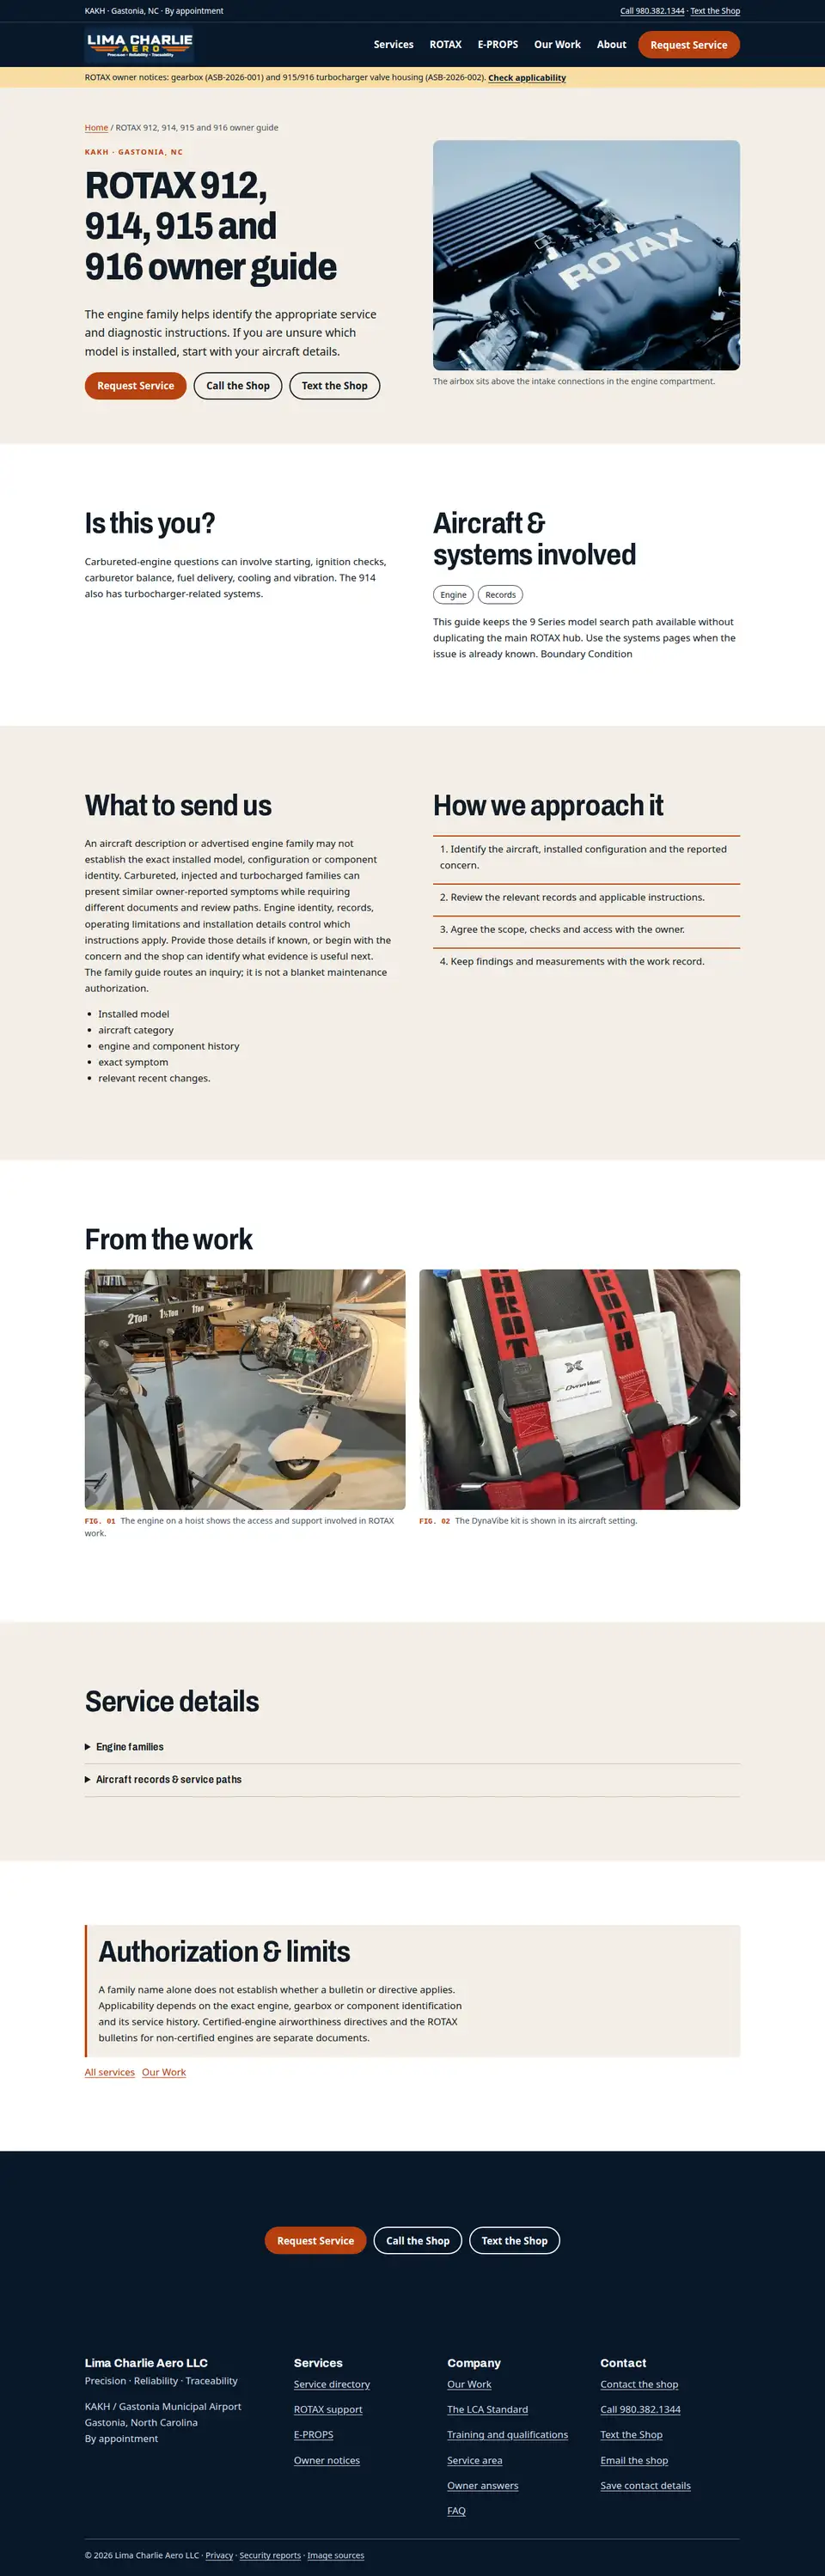 KAKH · Gastonia, NC · By appointment
Call 980.382.1344 · Text the Shop
LIMA CHARLIE
AERO
Precision · Reliability · Traceability
Services
ROTAX
E-PROPS
Our Work
About
Request Service
ROTAX owner notices: gearbox (ASB-2026-001) and 915/916 turbocharger valve housing (ASB-2026-002). Check applicability
Home / ROTAX 912, 914, 915 and 916 owner guide
KAKH · GASTONIA, NC
ROTAX 912,
914, 915 and
916 owner guide
The engine family helps identify the appropriate service
and diagnostic instructions. If you are unsure which
model is installed, start with your aircraft details.
Request Service
Call the Shop
Text the Shop
ROTAX
The airbox sits above the intake connections in the engine compartment.
Is this you?
Carbureted-engine questions can involve starting, ignition checks,
carburetor balance, fuel delivery, cooling and vibration. The 914
also has turbocharger-related systems.
Aircraft &
systems involved
Engine
Records
This guide keeps the 9 Series model search path available without
duplicating the main ROTAX hub. Use the systems pages when the
issue is already known. Boundary Condition
What to send us
An aircraft description or advertised engine family may not
establish the exact installed model, configuration or component
identity. Carbureted, injected and turbocharged families can
present similar owner-reported symptoms while requiring
different documents and review paths. Engine identity, records,
operating limitations and installation details control which
instructions apply. Provide those details if known, or begin with the
concern and the shop can identify what evidence is useful next.
The family guide routes an inquiry; it is not a blanket maintenance
authorization.
• Installed model
• aircraft category
• engine and component history
• exact symptom
• relevant recent changes.
How we approach it
1. Identify the aircraft, installed configuration and the reported
concern.
2. Review the relevant records and applicable instructions.
3. Agree the scope, checks and access with the owner.
4. Keep findings and measurements with the work record.
From the work
2Ton
1½Ton
1Ton
DynaVibe
FIG. 01 The engine on a hoist shows the access and support involved in ROTAX
work.
FIG. 02 The DynaVibe kit is shown in its aircraft setting.
Service details
Engine families
Aircraft records & service paths
Authorization & limits
A family name alone does not establish whether a bulletin or directive applies.
Applicability depends on the exact engine, gearbox or component identification
and its service history. Certified-engine airworthiness directives and the ROTAX
bulletins for non-certified engines are separate documents.
All services
Our Work
Request Service
Call the Shop
Text the Shop
Lima Charlie Aero LLC
Precision · Reliability · Traceability
KAKH / Gastonia Municipal Airport
Gastonia, North Carolina
By appointment
Services
Service directory
ROTAX support
E-PROPS
Owner notices
Company
Our Work
The LCA Standard
Training and qualifications
Service area
Owner answers
FAQ
Contact
Contact the shop
Call 980.382.1344
Text the Shop
Email the shop
Save contact details
© 2026 Lima Charlie Aero LLC · Privacy · Security reports · Image sources